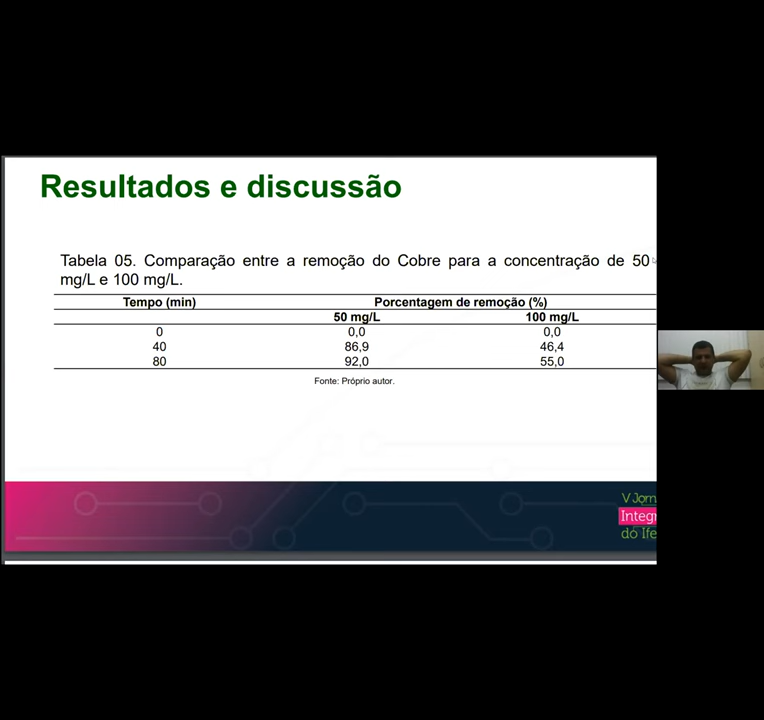 Resultados e discussão
Tabela 05. Comparação entre a remoção do Cobre para a concentração de 50
mg/L e 100 mg/L.
Tempo (min) Porcentagem de remoção (%)
50 mg/L 100 mg/L
0 0,0 0,0
40 86,9 46,4
80 92,0 55,0
Fonte: Próprio autor.
V Jorn
Integr
do Ife